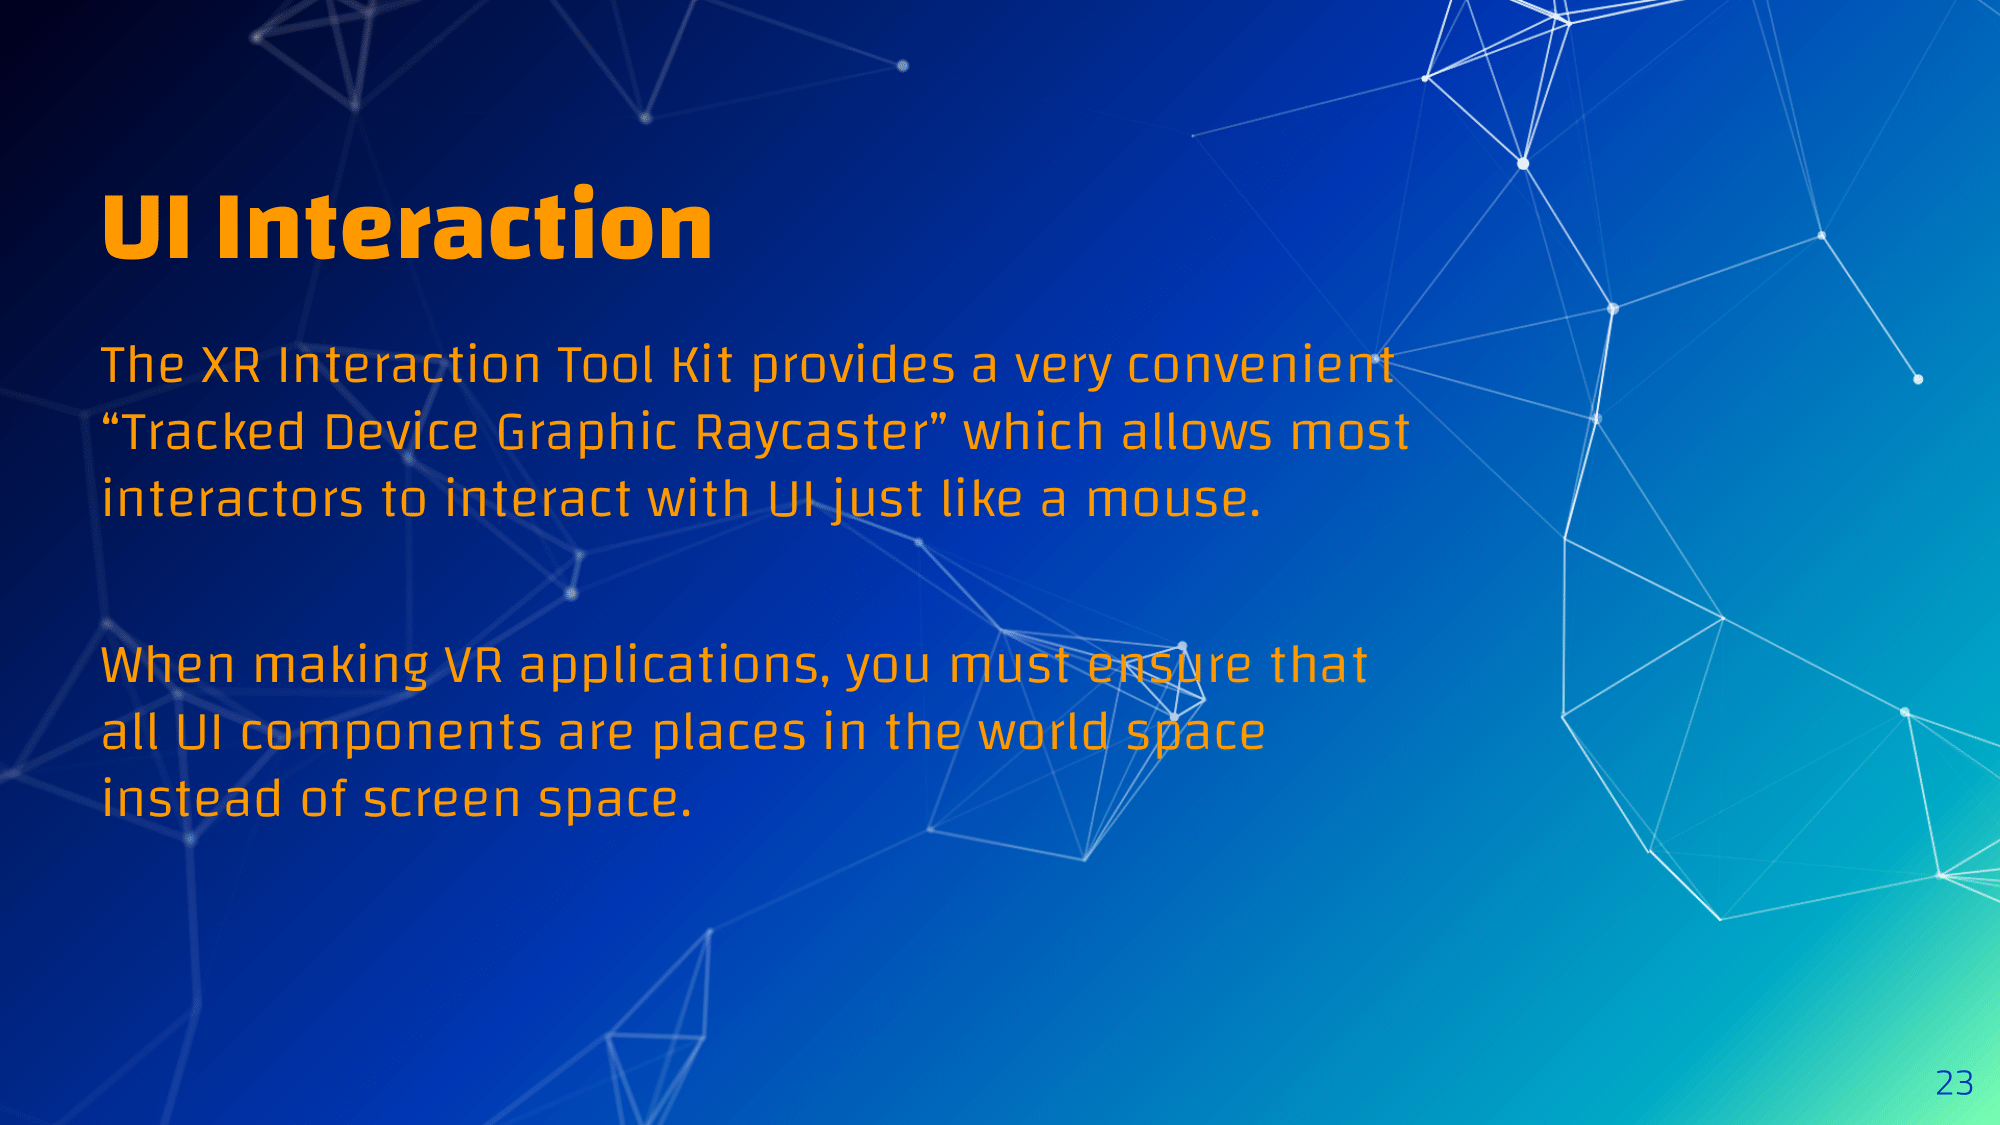 UI Interaction
The XR Interaction Tool Kit provides a very convenient
“Tracked Device Graphic Raycaster” which allows most
interactors to interact with UI just like a mouse.
When making VR applications, you must ensure that
all UI components are places in the world space
instead of screen space.
23